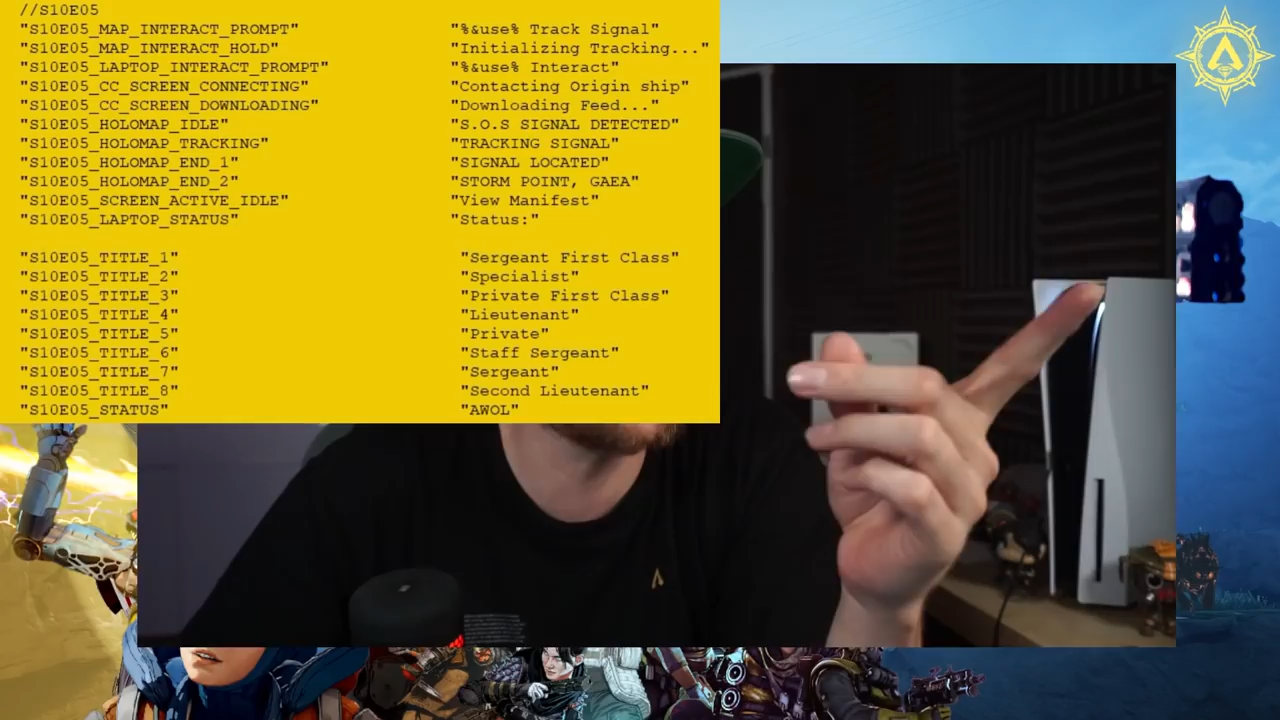 //S10E05
"S10E05_MAP_INTERACT_PROMPT" "%&use% Track Signal"
"S10E05_MAP_INTERACT_HOLD" "Initializing Tracking..."
"S10E05_LAPTOP_INTERACT_PROMPT" "%&use% Interact"
"S10E05_CC_SCREEN_CONNECTING" "Contacting Origin ship"
"S10E05_CC_SCREEN_DOWNLOADING" "Downloading Feed..."
"S10E05_HOLOMAP_IDLE" "S.O.S SIGNAL DETECTED"
"S10E05_HOLOMAP_TRACKING" "TRACKING SIGNAL"
"S10E05_HOLOMAP_END_1" "SIGNAL LOCATED"
"S10E05_HOLOMAP_END_2" "STORM POINT, GAEA"
"S10E05_SCREEN_ACTIVE_IDLE" "View Manifest"
"S10E05_LAPTOP_STATUS" "Status:"
"S10E05_TITLE_1" "Sergeant First Class"
"S10E05_TITLE_2" "Specialist"
"S10E05_TITLE_3" "Private First Class"
"S10E05_TITLE_4" "Lieutenant"
"S10E05_TITLE_5" "Private"
"S10E05_TITLE_6" "Staff Sergeant"
"S10E05_TITLE_7" "Sergeant"
"S10E05_TITLE_8" "Second Lieutenant"
"S10E05_STATUS" "AWOL"